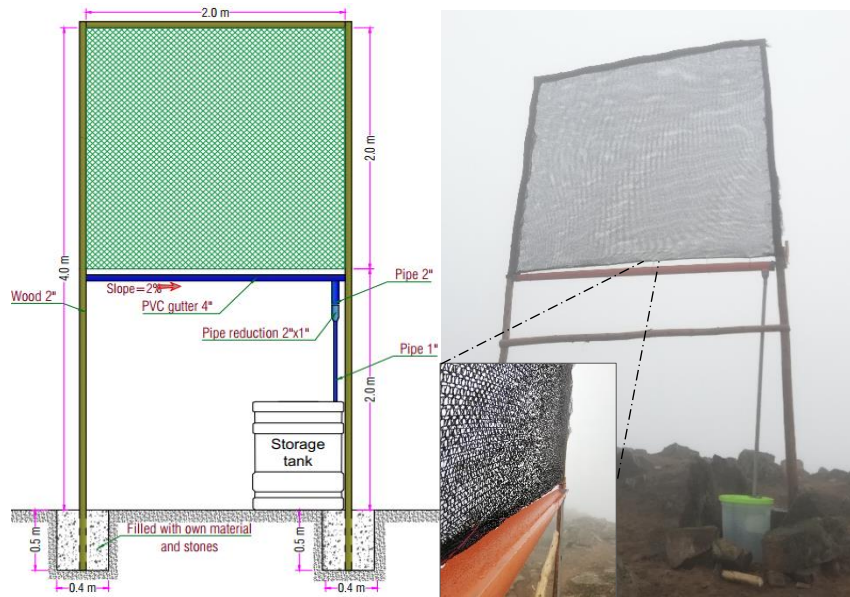 2.0 m
4.0 m
2.0 m
Wood 2"
Slope=2%
PVC gutter 4"
Pipe 2"
Pipe reduction 2"x1"
Pipe 1"
2.0 m
Storage
tank
0.5 m
Filled with own material
and stones
0.5 m
0.4 m
0.4 m